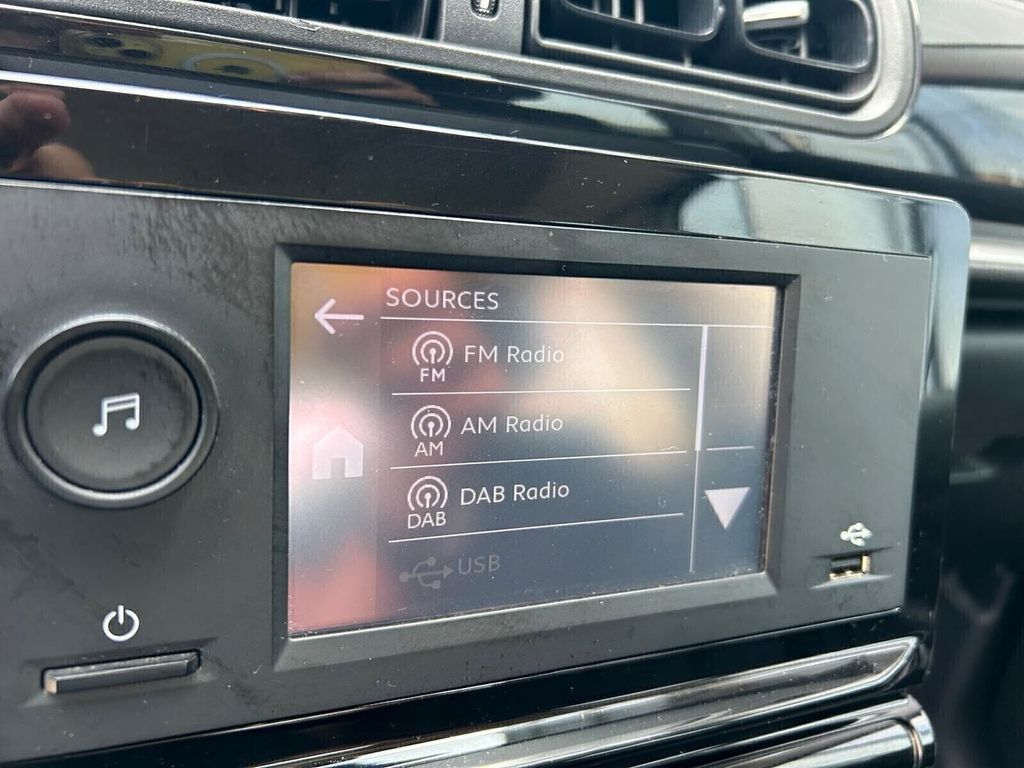 SOURCES
FM Radio
FM
AM Radio
AM
DAB Radio
DAB
USB